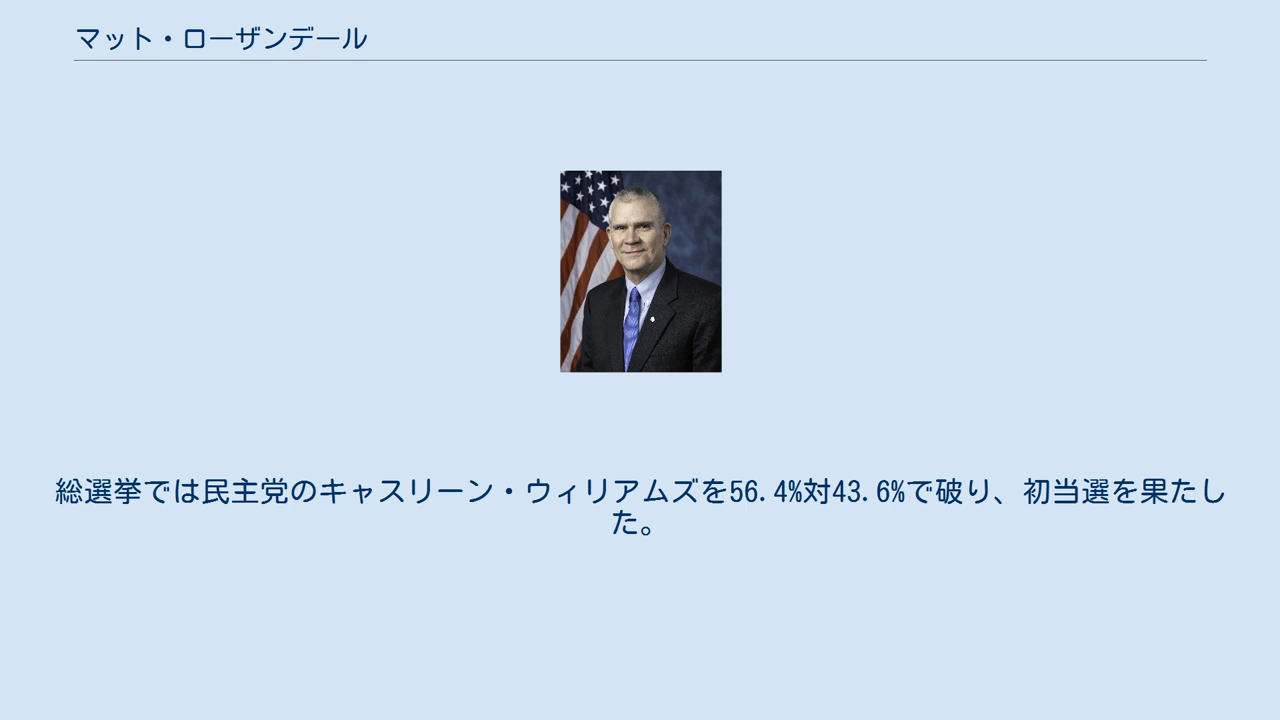 マット・ローザンデール
総選挙では民主党のキャスリーン・ウィリアムズを56.4%対43.6%で破り、初当選を果たし
た。